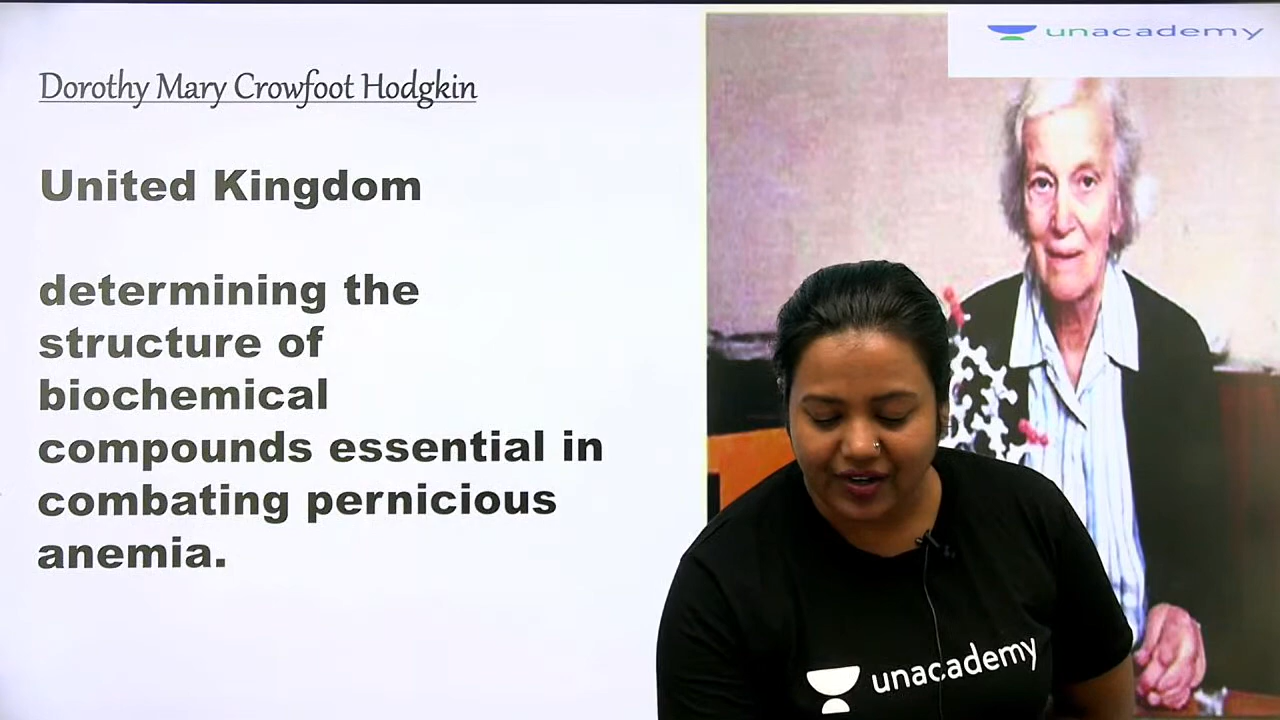 unacademy
Dorothy Mary Crowfoot Hodgkin
United Kingdom
determining the
structure of
biochemical
compounds essential in
combating pernicious
anemia.
unacademy